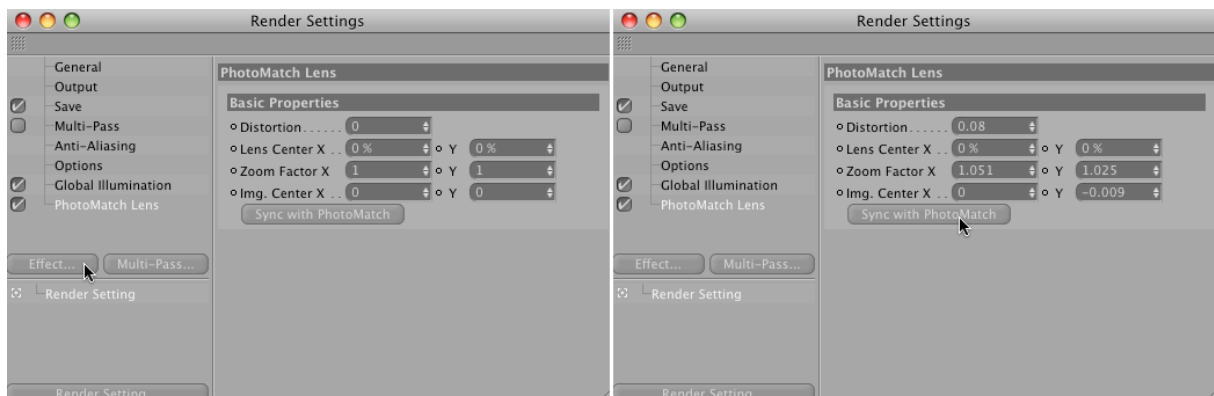 Render Settings
General
Output
Save
Multi-Pass
Anti-Aliasing
Options
Global Illumination
PhotoMatch Lens
Effect... Multi-Pass...
Render Setting
Render Setting
PhotoMatch Lens
Basic Properties
Distortion...... 0
Lens Center X .. 0 % Y 0 %
Zoom Factor X 1 Y 1
Img. Center X .. 0 Y 0
Sync with PhotoMatch
Render Settings
General
Output
Save
Multi-Pass
Anti-Aliasing
Options
Global Illumination
PhotoMatch Lens
Effect... Multi-Pass...
Render Setting
Render Setting
PhotoMatch Lens
Basic Properties
Distortion...... 0.08
Lens Center X .. 0 % Y 0 %
Zoom Factor X 1.051 Y 1.025
Img. Center X .. 0 Y -0.009
Sync with PhotoMatch